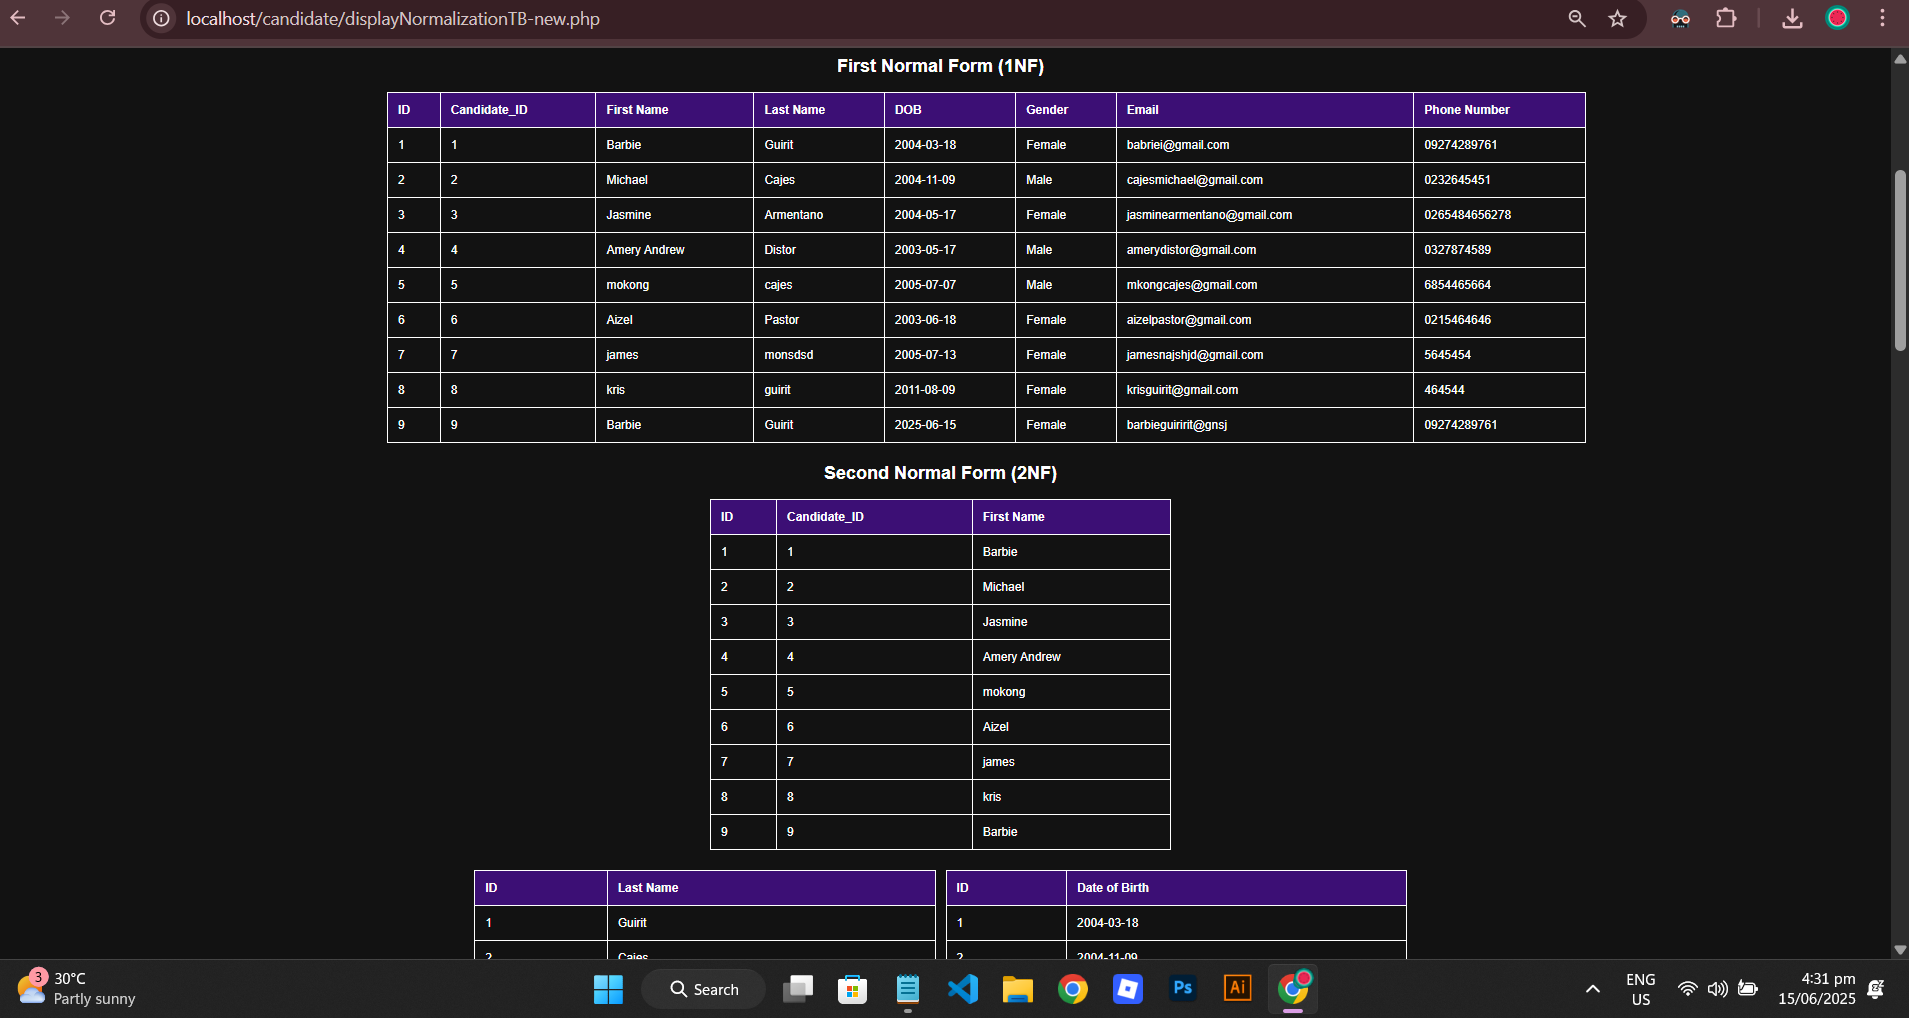 localhost/candidate/displayNormalizationTB-new.php
First Normal Form (1NF)
ID Candidate_ID First Name Last Name DOB Gender Email Phone Number
1 1 Barbie Guirit 2004-03-18 Female babriei@gmail.com 09274289761
2 2 Michael Cajes 2004-11-09 Male cajesmichael@gmail.com 0232645451
3 3 Jasmine Armentano 2004-05-17 Female jasminearmentano@gmail.com 0265484656278
4 4 Amery Andrew Distor 2003-05-17 Male amerydistor@gmail.com 0327874589
5 5 mokong cajes 2005-07-07 Male mkongcajes@gmail.com 6854465664
6 6 Aizel Pastor 2003-06-18 Female aizelpastor@gmail.com 0215464646
7 7 james monsdsd 2005-07-13 Female jamesnajshjd@gmail.com 5645454
8 8 kris guirit 2011-08-09 Female krisguirit@gmail.com 464544
9 9 Barbie Guirit 2025-06-15 Female barbieguiririt@gnsj 09274289761
Second Normal Form (2NF)
ID Candidate_ID First Name
1 1 Barbie
2 2 Michael
3 3 Jasmine
4 4 Amery Andrew
5 5 mokong
6 6 Aizel
7 7 james
8 8 kris
9 9 Barbie
ID Last Name
1 Guirit
2 Cajes
ID Date of Birth
1 2004-03-18
2 2004-11-09
3
30°C
Partly sunny
Search
Ps
Ai
ENG
US
4:31 pm
15/06/2025